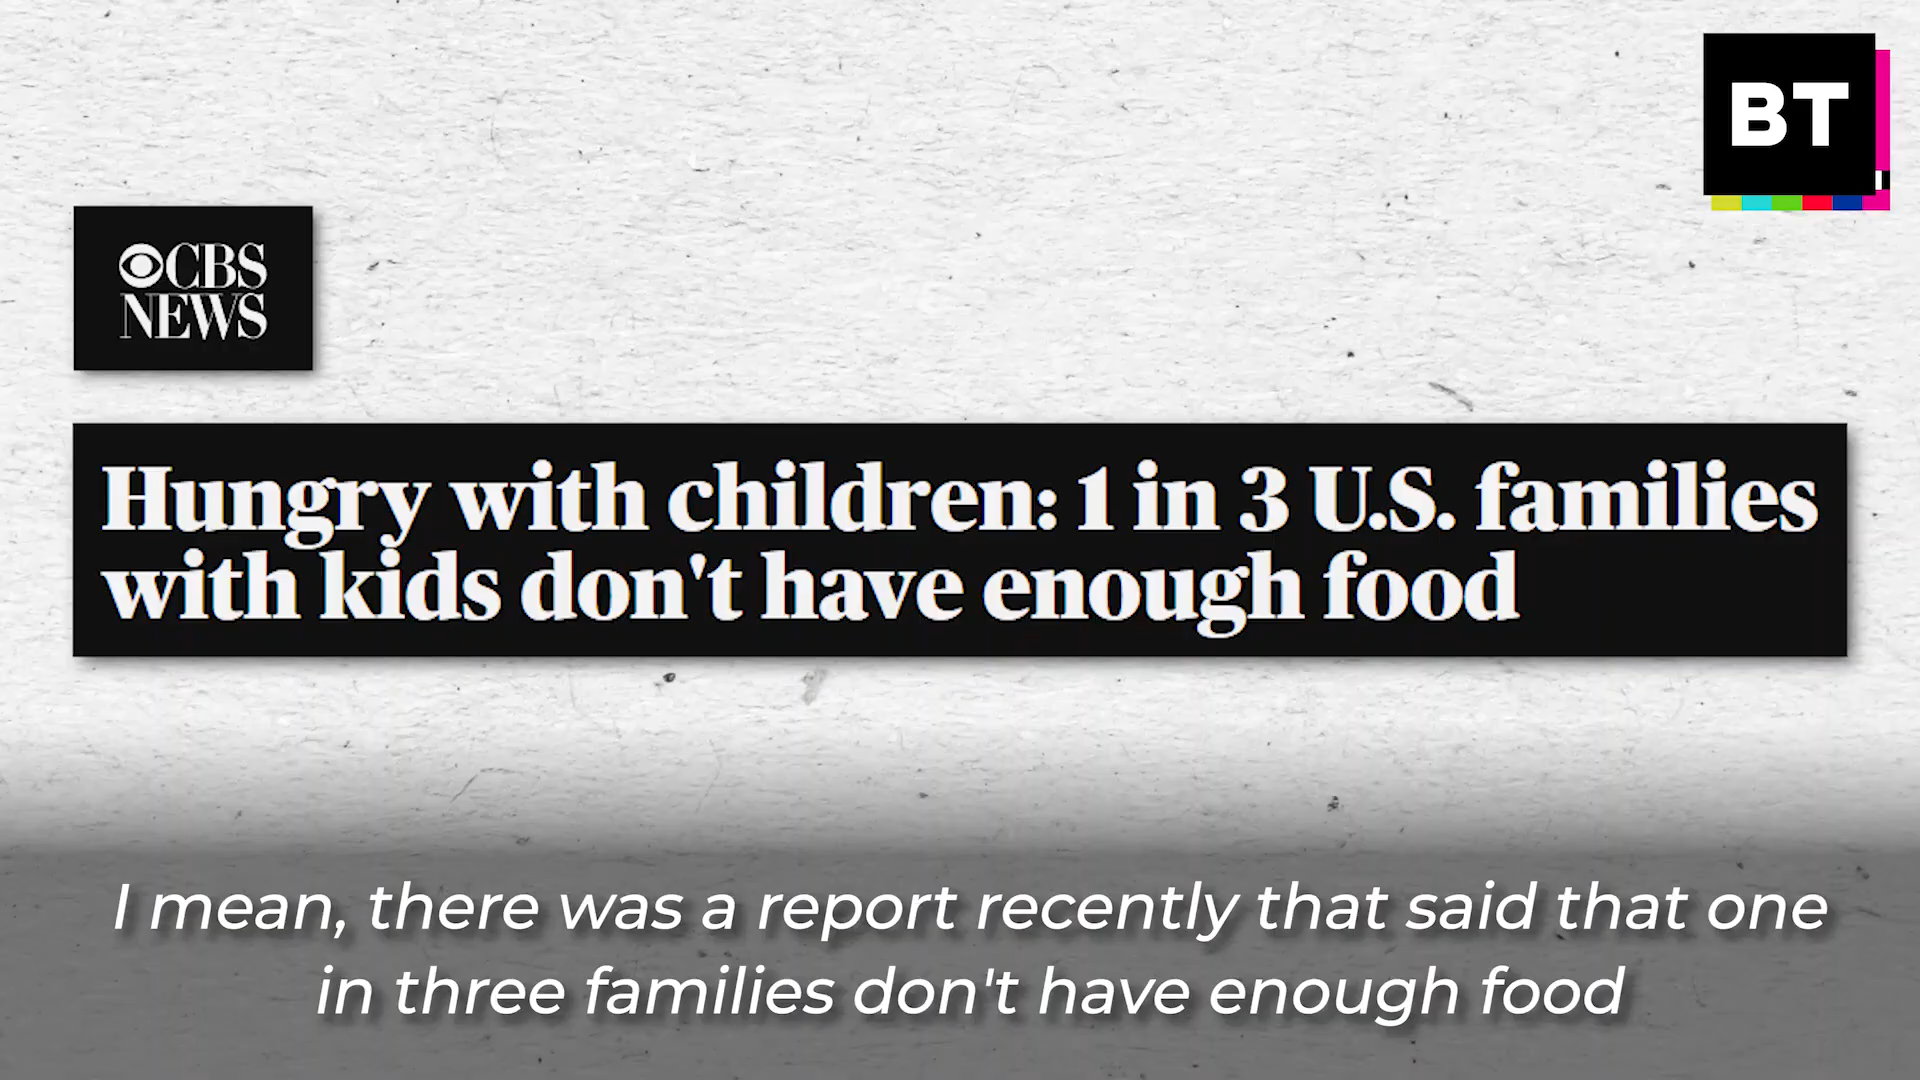 BT
CBS
NEWS
Hungry with children: 1 in 3 U.S. families
with kids don't have enough food
I mean, there was a report recently that said that one
in three families don't have enough food